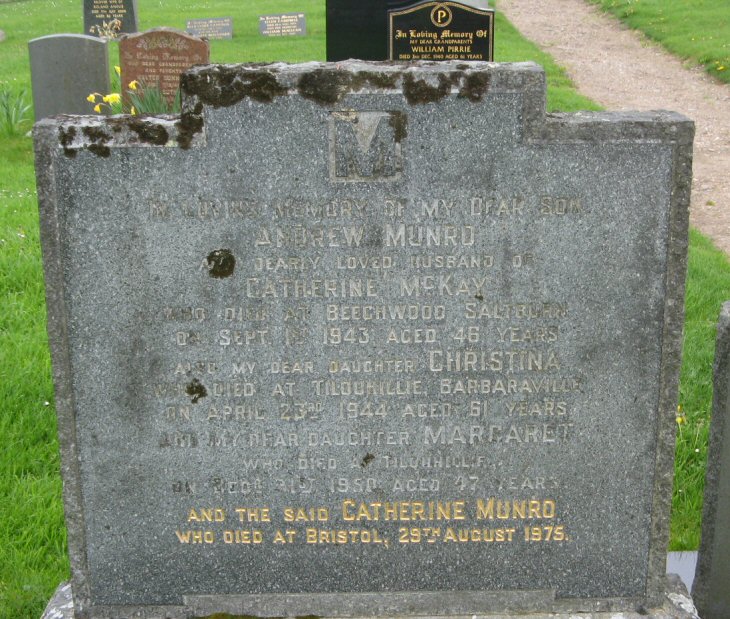 In Loving Memory Of
MY DEAR GRANDPARENTS
WILLIAM PIRRIE
M
IN LOVING MEMORY OF MY DEAR SON
ANDREW MUNRO
DEARLY LOVED HUSBAND OF
CATHERINE MCKAY
WHO DIED AT BEECHWOOD SALTBURN
ON SEPT. 1ST 1943 AGED 46 YEARS
ALSO MY DEAR DAUGHTER CHRISTINA
WHO DIED AT TILDUHILLIE, BARBARAVILLE
ON APRIL 23RD 1944 AGED 61 YEARS
AND MY DEAR DAUGHTER MARGARET
WHO DIED AT
21ST 1950 AGED 47 YEARS
AND THE SAID CATHERINE MUNRO
WHO DIED AT BRISTOL, 29TH AUGUST 1975.